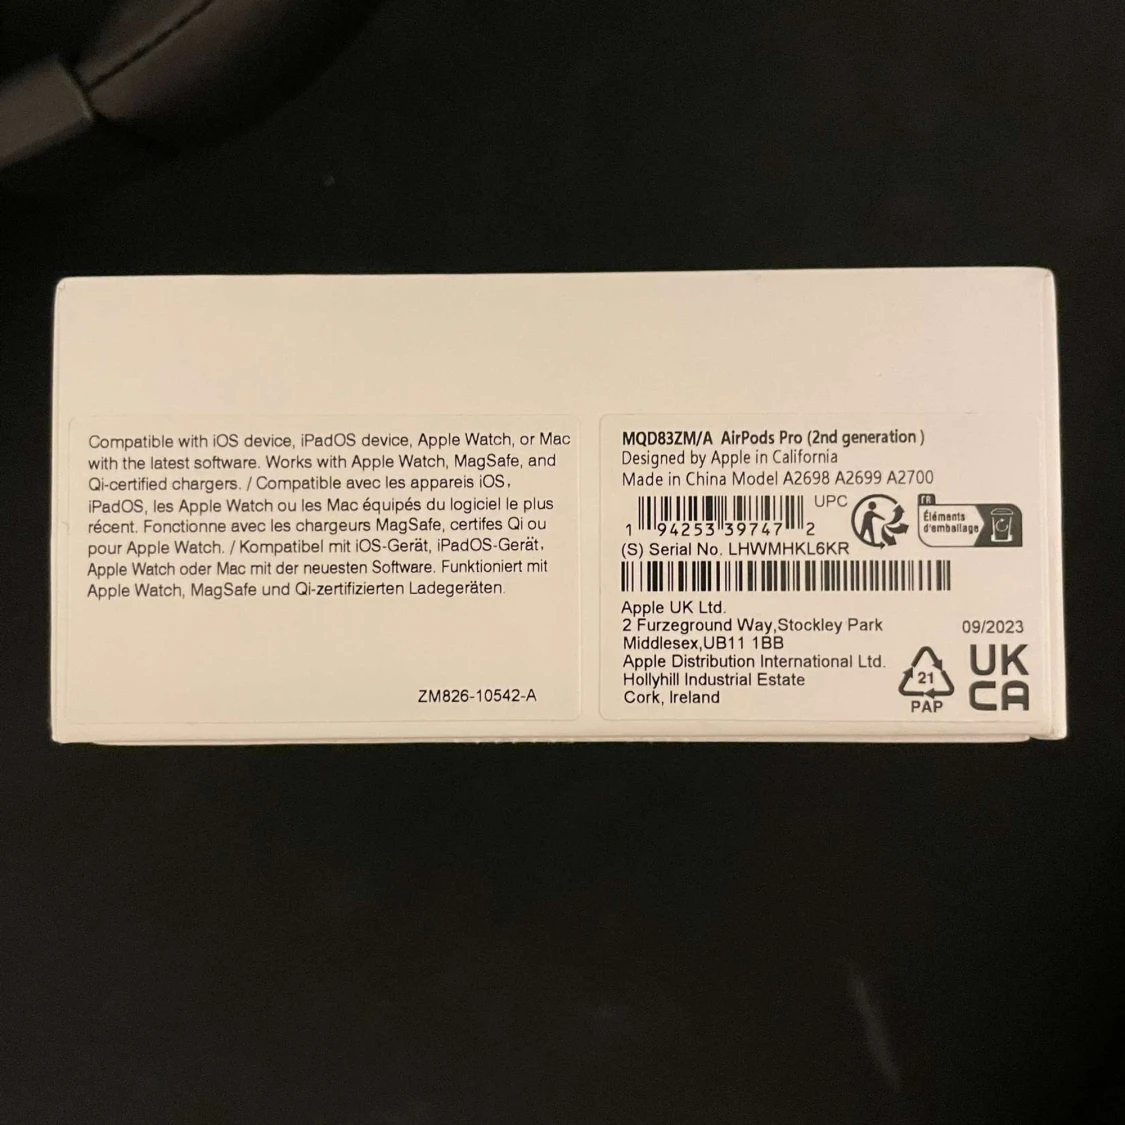 Compatible with iOS device, iPadOS device, Apple Watch, or Mac
with the latest software. Works with Apple Watch, MagSafe, and
Qi-certified chargers. / Compatible avec les appareis iOS,
iPadOS, les Apple Watch ou les Mac équipés du logiciel le plus
récent. Fonctionne avec les chargeurs MagSafe, certifes Qi ou
pour Apple Watch. / Kompatibel mit iOS-Gerät, iPadOS-Gerät,
Apple Watch oder Mac mit der neuesten Software. Funktioniert mit
Apple Watch, MagSafe und Qi-zertifizierten Ladegeräten.
ZM826-10542-A
MQD83ZM/A AirPods Pro (2nd generation )
Designed by Apple in California
Made in China Model A2698 A2699 A2700
UPC
1 94253 39747 2
FR
Éléments
d'emballage
(S) Serial No. LHWMHKL6KR
Apple UK Ltd.
2 Furzeground Way,Stockley Park
Middlesex,UB11 1BB
Apple Distribution International Ltd.
Hollyhill Industrial Estate
Cork, Ireland
09/2023
21
PAP
UK
CA